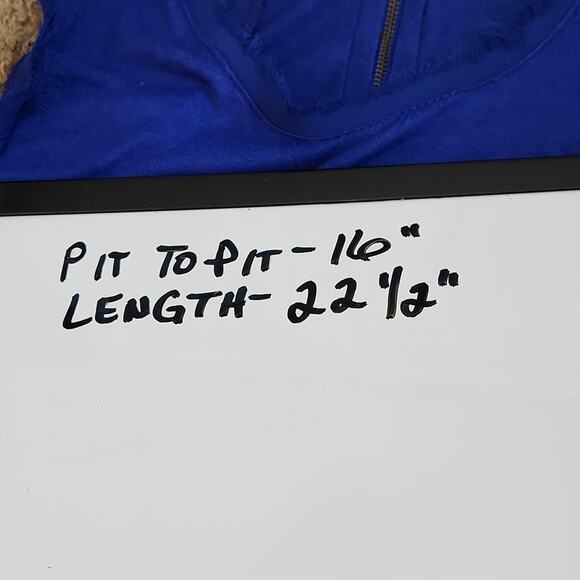 PIT TO PIT - 16"
LENGTH - 22 1/2"